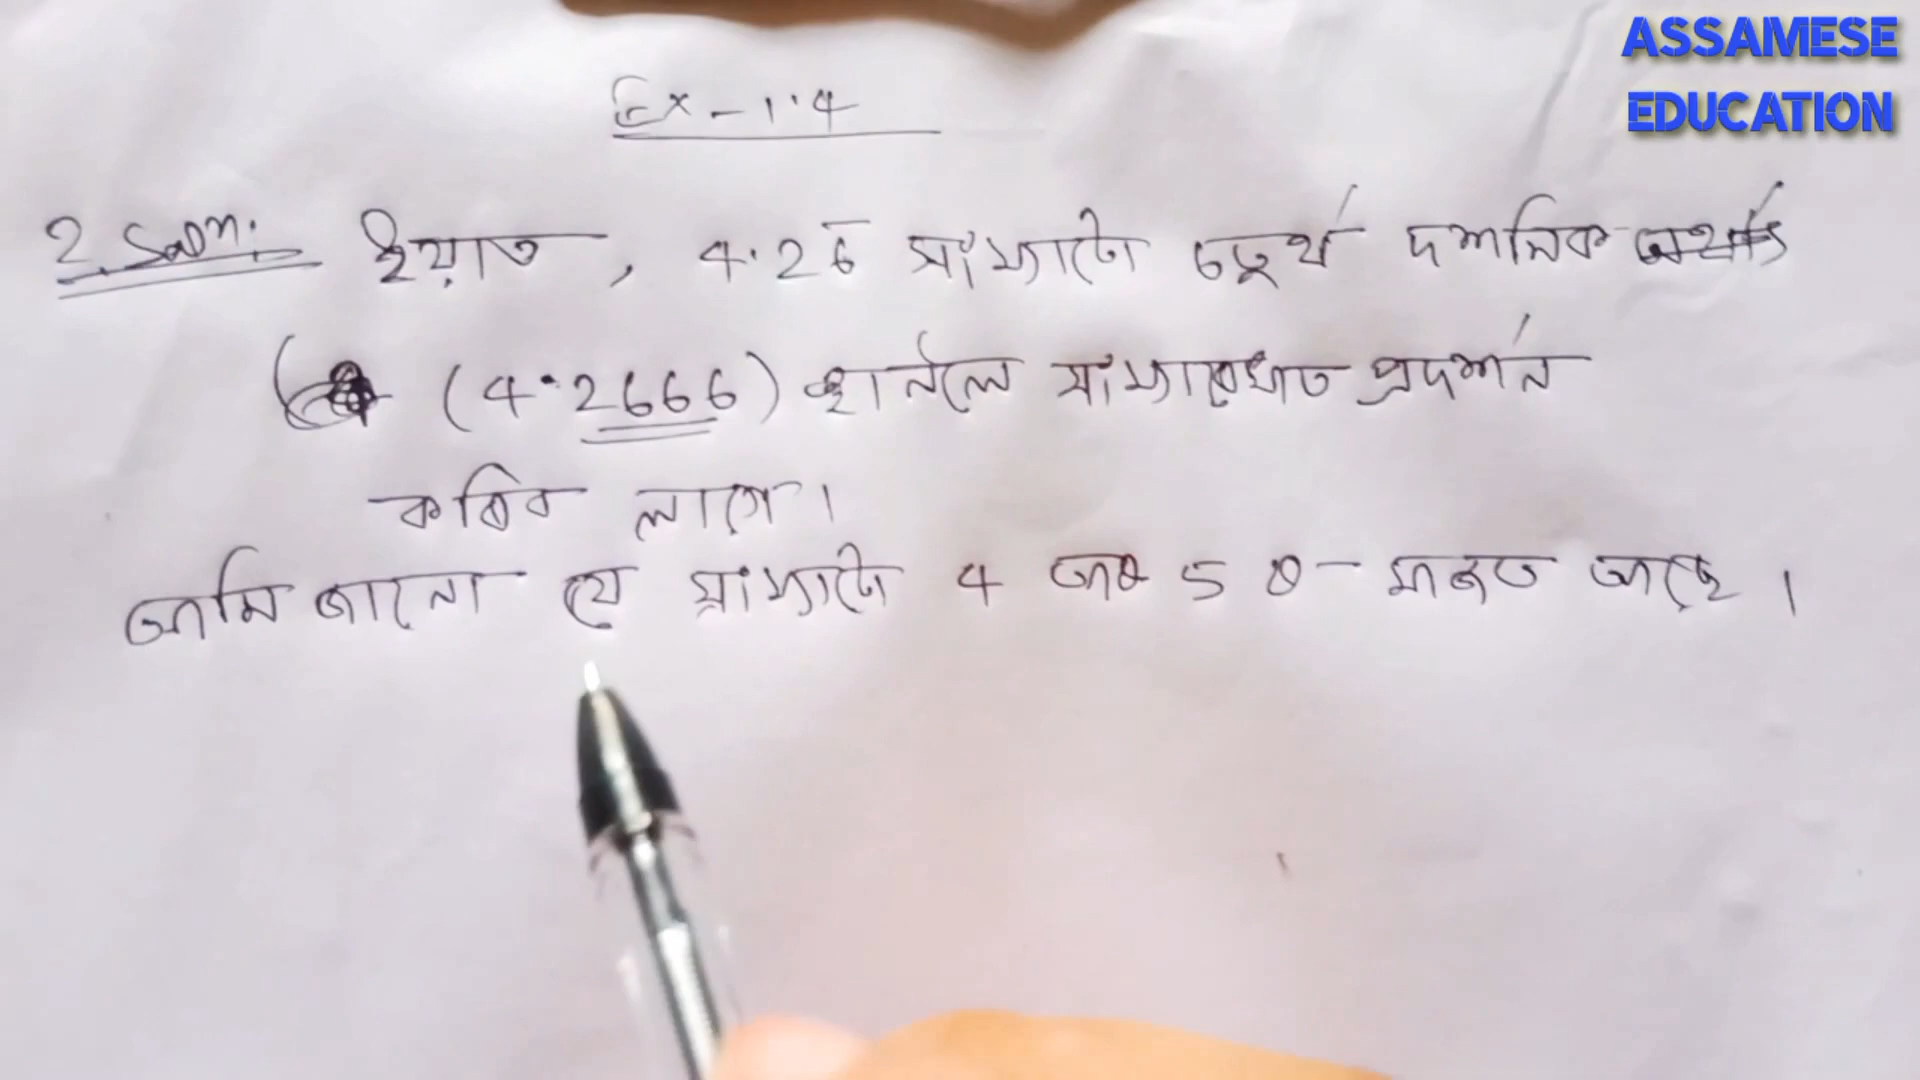 ASSAMESE
EDUCATION
Ex - 1.4
2. Soln: ইয়াত, 4.26̅ সংখ্যাটো চতুৰ্থ দশমিক
(4.2666) স্থানলৈ সংখ্যাৰেখাত প্ৰদৰ্শন
কৰিব লাগে।
আমি জানো যে সংখ্যাটো 4 আৰু 5 ৰ - মাজত আছে।